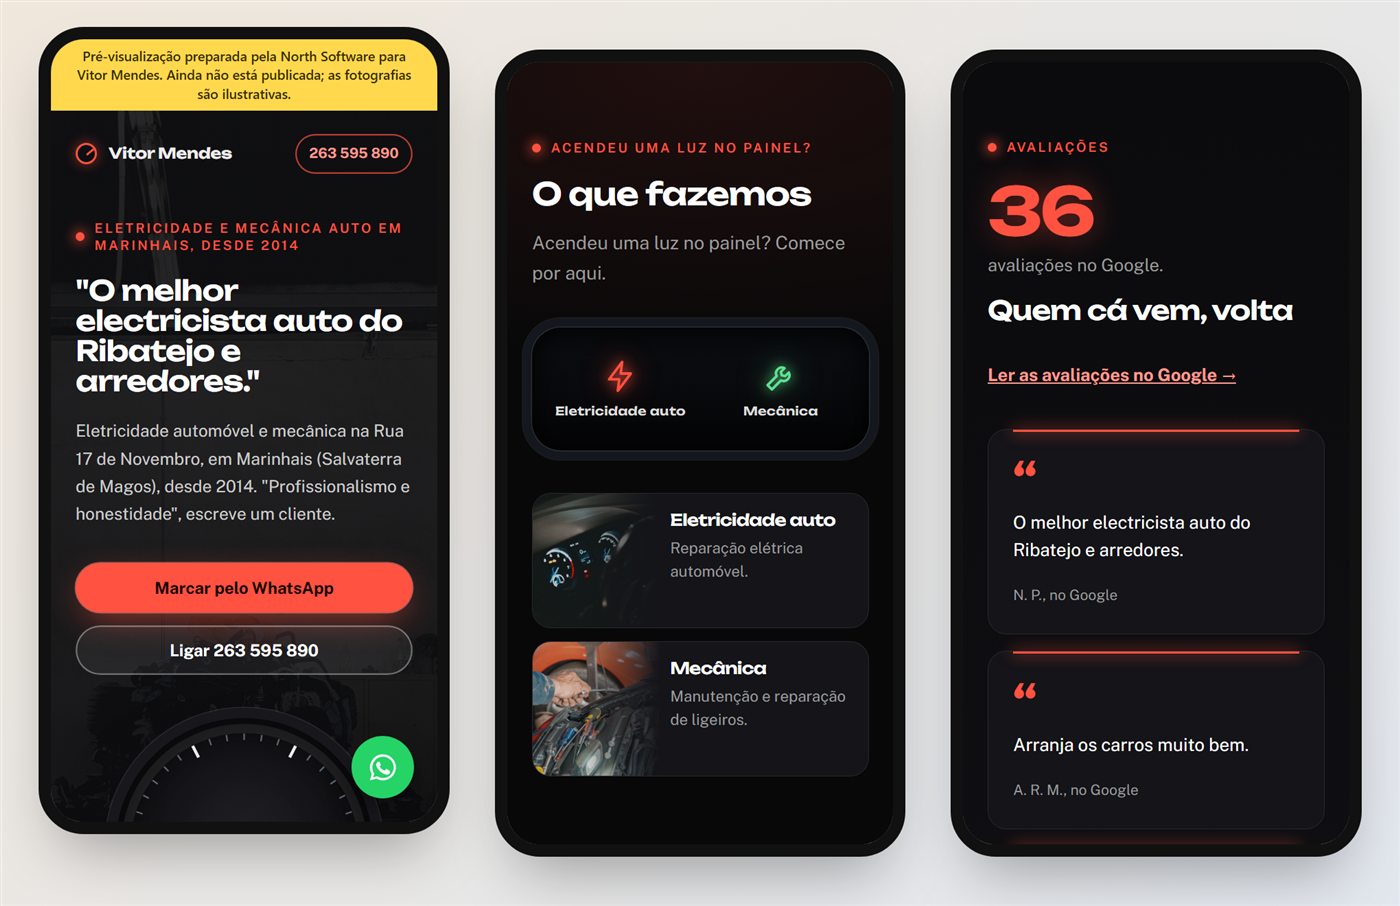 Pré-visualização preparada pela North Software para
Vitor Mendes. Ainda não está publicada; as fotografias
são ilustrativas.
Vitor Mendes
263 595 890
ELETRICIDADE E MECÂNICA AUTO EM
MARINHAIS, DESDE 2014
"O melhor
electricista auto do
Ribatejo e
arredores."
Eletricidade automóvel e mecânica na Rua
17 de Novembro, em Marinhais (Salvaterra
de Magos), desde 2014. "Profissionalismo e
honestidade", escreve um cliente.
Marcar pelo WhatsApp
Ligar 263 595 890
ACENDEU UMA LUZ NO PAINEL?
O que fazemos
Acendeu uma luz no painel? Comece
por aqui.
Eletricidade auto
Mecânica
Eletricidade auto
Reparação elétrica
automóvel.
Mecânica
Manutenção e reparação
de ligeiros.
AVALIAÇÕES
36
avaliações no Google.
Quem cá vem, volta
Ler as avaliações no Google →
“
O melhor electricista auto do
Ribatejo e arredores.
N. P., no Google
“
Arranja os carros muito bem.
A. R. M., no Google